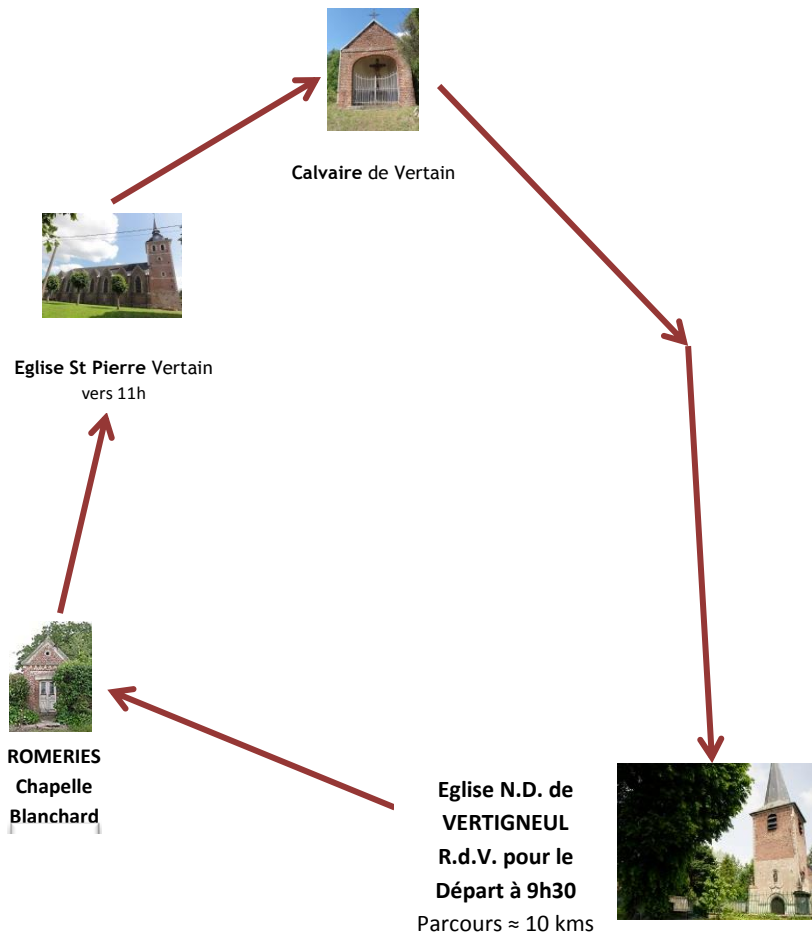 Calvaire de Vertain
Eglise St Pierre Vertain
vers 11h
ROMERIES
Chapelle
Blanchard
Eglise N.D. de
VERTIGNEUL
R.d.V. pour le
Départ à 9h30
Parcours ≈ 10 kms